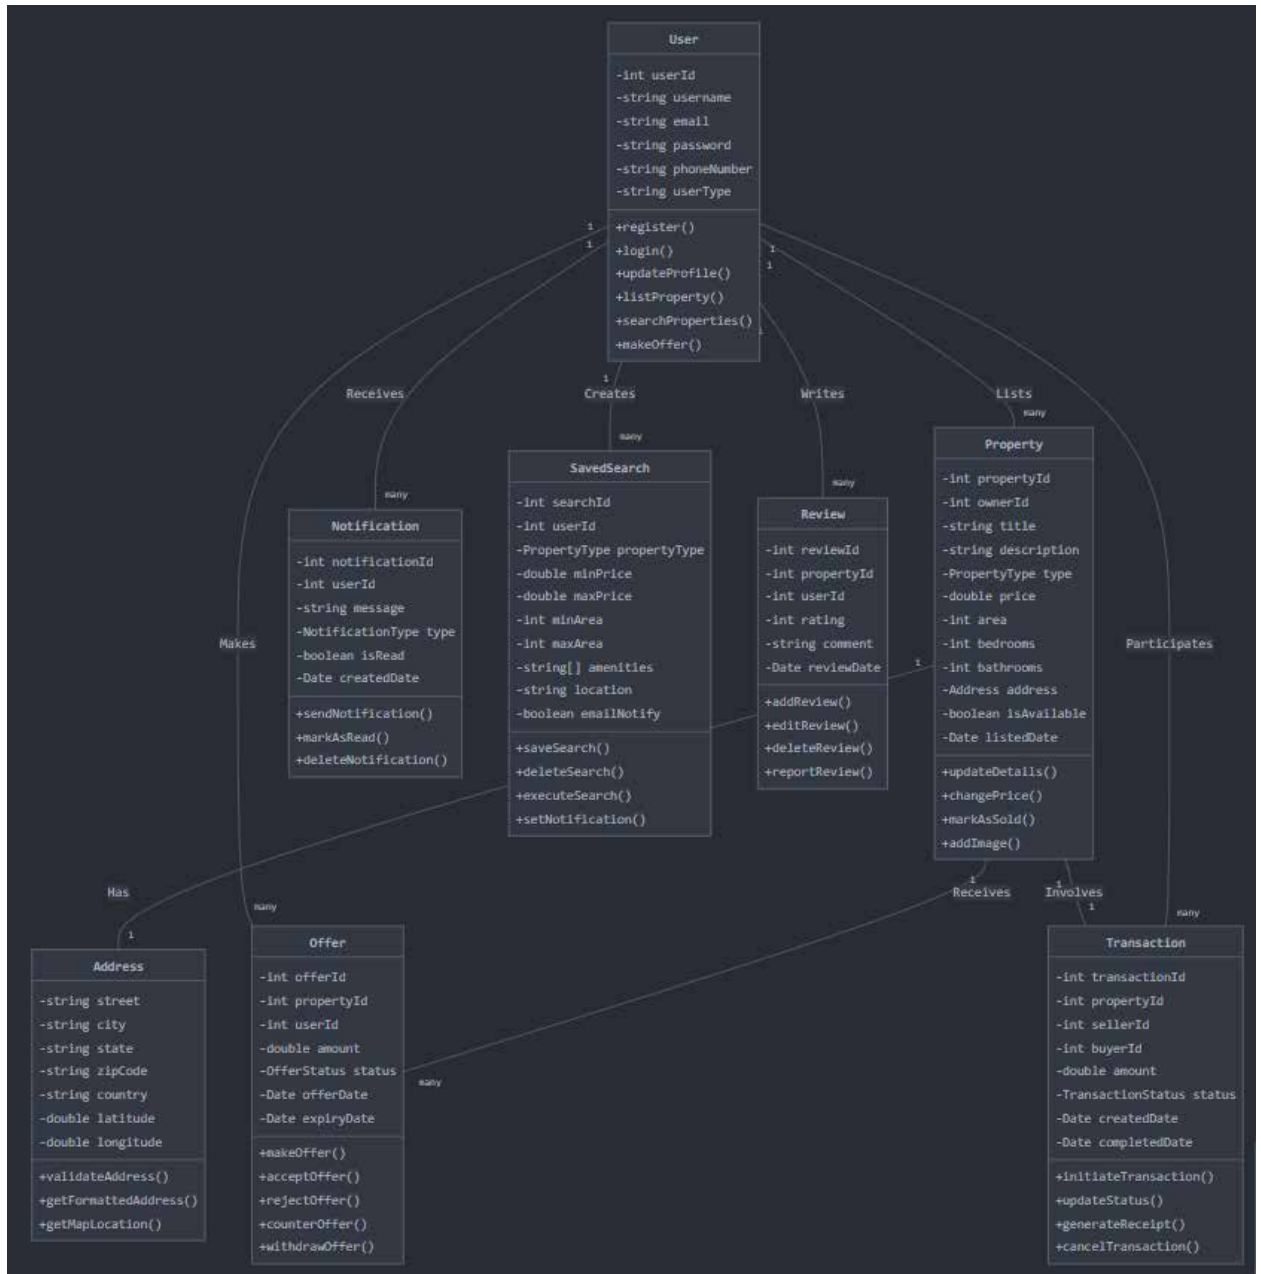 User
-int userId
-string username
-string email
-string password
-string phoneNumber
-string userType
+register()
+login()
+updateProfile()
+listProperty()
+searchProperties()
+makeOffer()
1
1
1
1
1
1
Receives
Creates
Writes
Lists
many
many
many
many
Notification
-int notificationId
-int userId
-string message
-NotificationType type
-boolean isRead
-Date createdDate
+sendNotification()
+markAsRead()
+deleteNotification()
SavedSearch
-int searchId
-int userId
-PropertyType propertyType
-double minPrice
-double maxPrice
-int minArea
-int maxArea
-string[] amenities
-string location
-boolean emailNotify
+saveSearch()
+deleteSearch()
+executeSearch()
+setNotification()
Review
-int reviewId
-int propertyId
-int userId
-int rating
-string comment
-Date reviewDate
+addReview()
+editReview()
+deleteReview()
+reportReview()
Property
-int propertyId
-int ownerId
-string title
-string description
-PropertyType type
-double price
-int area
-int bedrooms
-int bathrooms
-Address address
-boolean isAvailable
-Date listedDate
+updateDetails()
+changePrice()
+markAsSold()
+addImage()
Makes
Participates
1
Has
Receives
Involves
1
1
1
1
many
many
many
Address
-string street
-string city
-string state
-string zipCode
-string country
-double latitude
-double longitude
+validateAddress()
+getFormattedAddress()
+getMapLocation()
Offer
-int offerId
-int propertyId
-int userId
-double amount
-OfferStatus status
-Date offerDate
-Date expiryDate
+makeOffer()
+acceptOffer()
+rejectOffer()
+counterOffer()
+withdrawOffer()
Transaction
-int transactionId
-int propertyId
-int sellerId
-int buyerId
-double amount
-TransactionStatus status
-Date createdDate
-Date completedDate
+initiateTransaction()
+updateStatus()
+generateReceipt()
+cancelTransaction()